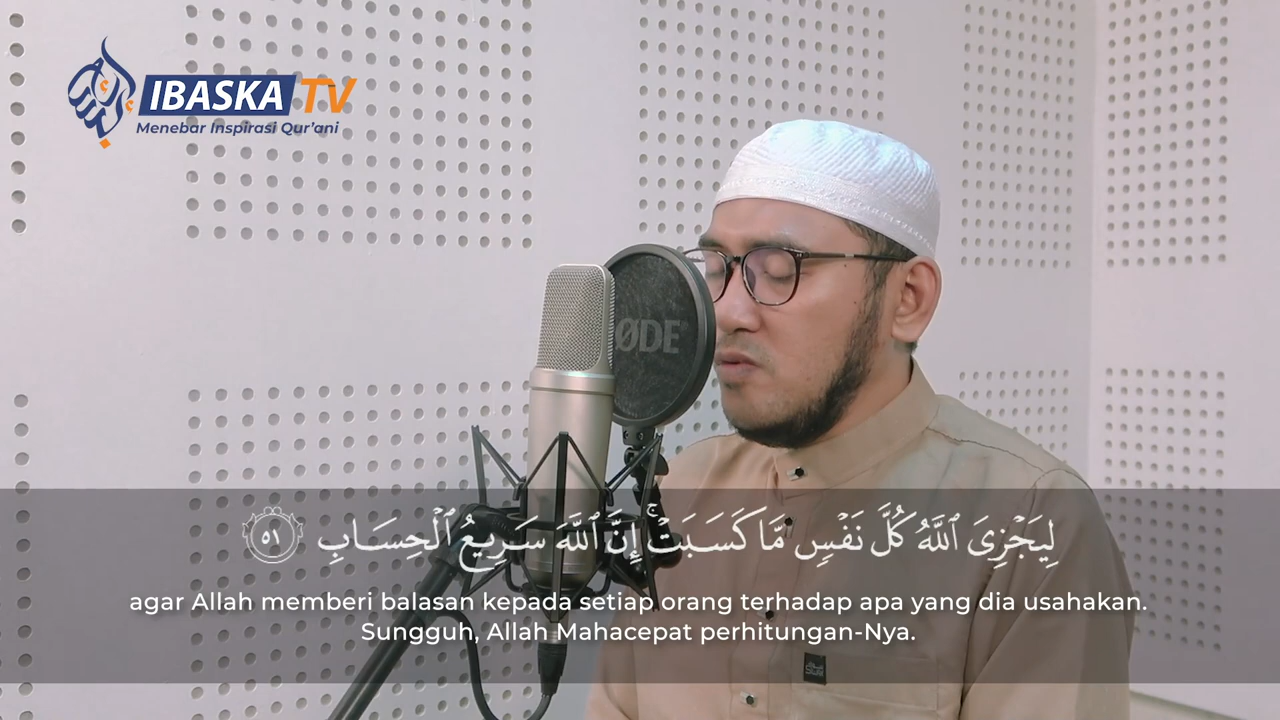 IBASKA TV
Menebar Inspirasi Qur'ani
RØDE
لِيَجْزِىَ ٱللَّهُ كُلَّ نَفْسٍ مَّا كَسَبَتْ ۚ إِنَّ ٱللَّهَ سَرِيعُ ٱلْحِسَابِ ٥١
agar Allah memberi balasan kepada setiap orang terhadap apa yang dia usahakan.
Sungguh, Allah Mahacepat perhitungan-Nya.